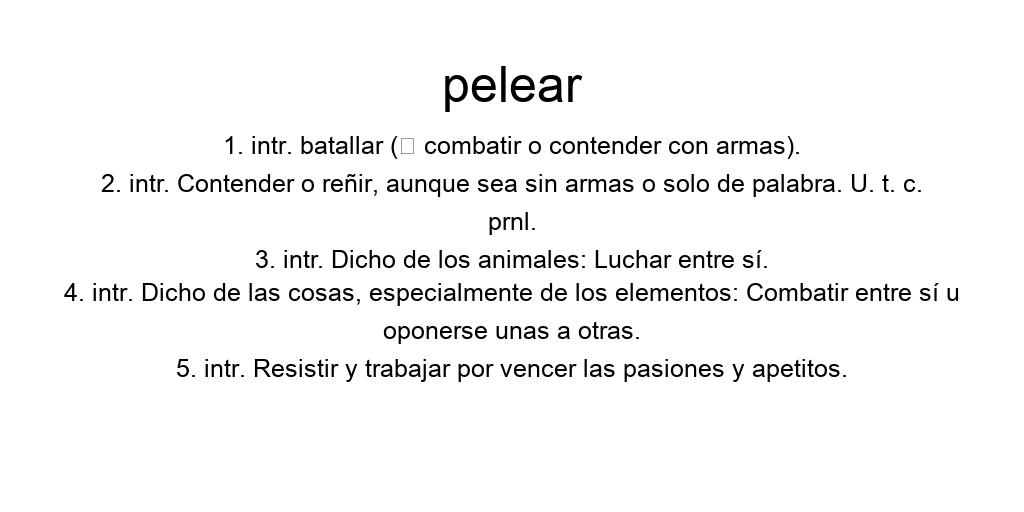 pelear
1. intr. batallar (□ combatir o contender con armas).
2. intr. Contender o reñir, aunque sea sin armas o solo de palabra. U. t. c.
prnl.
3. intr. Dicho de los animales: Luchar entre sí.
4. intr. Dicho de las cosas, especialmente de los elementos: Combatir entre sí u
oponerse unas a otras.
5. intr. Resistir y trabajar por vencer las pasiones y apetitos.